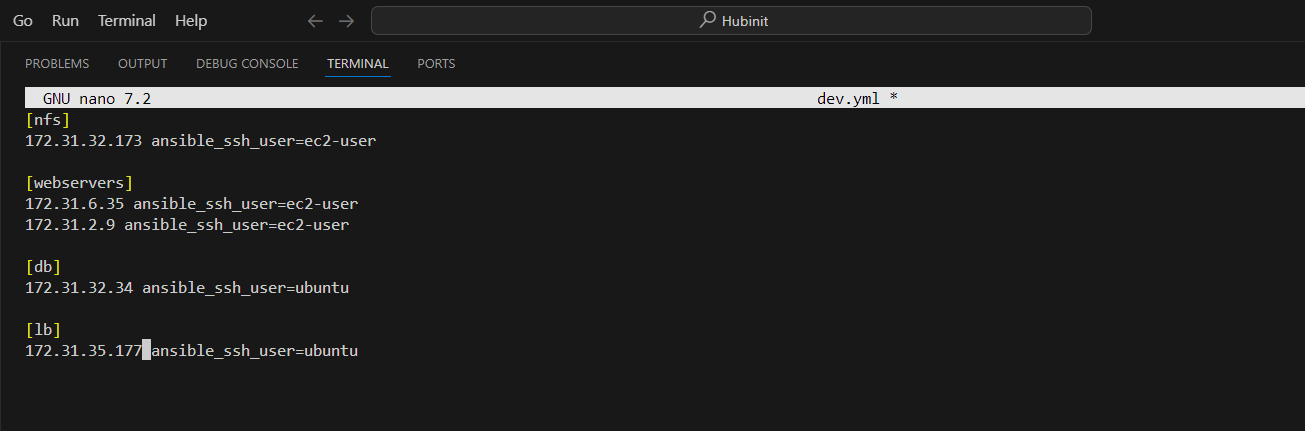 Go Run Terminal Help Hubinit
PROBLEMS OUTPUT DEBUG CONSOLE TERMINAL PORTS
GNU nano 7.2 dev.yml *
[nfs]
172.31.32.173 ansible_ssh_user=ec2-user
[webservers]
172.31.6.35 ansible_ssh_user=ec2-user
172.31.2.9 ansible_ssh_user=ec2-user
[db]
172.31.32.34 ansible_ssh_user=ubuntu
[lb]
172.31.35.177 ansible_ssh_user=ubuntu